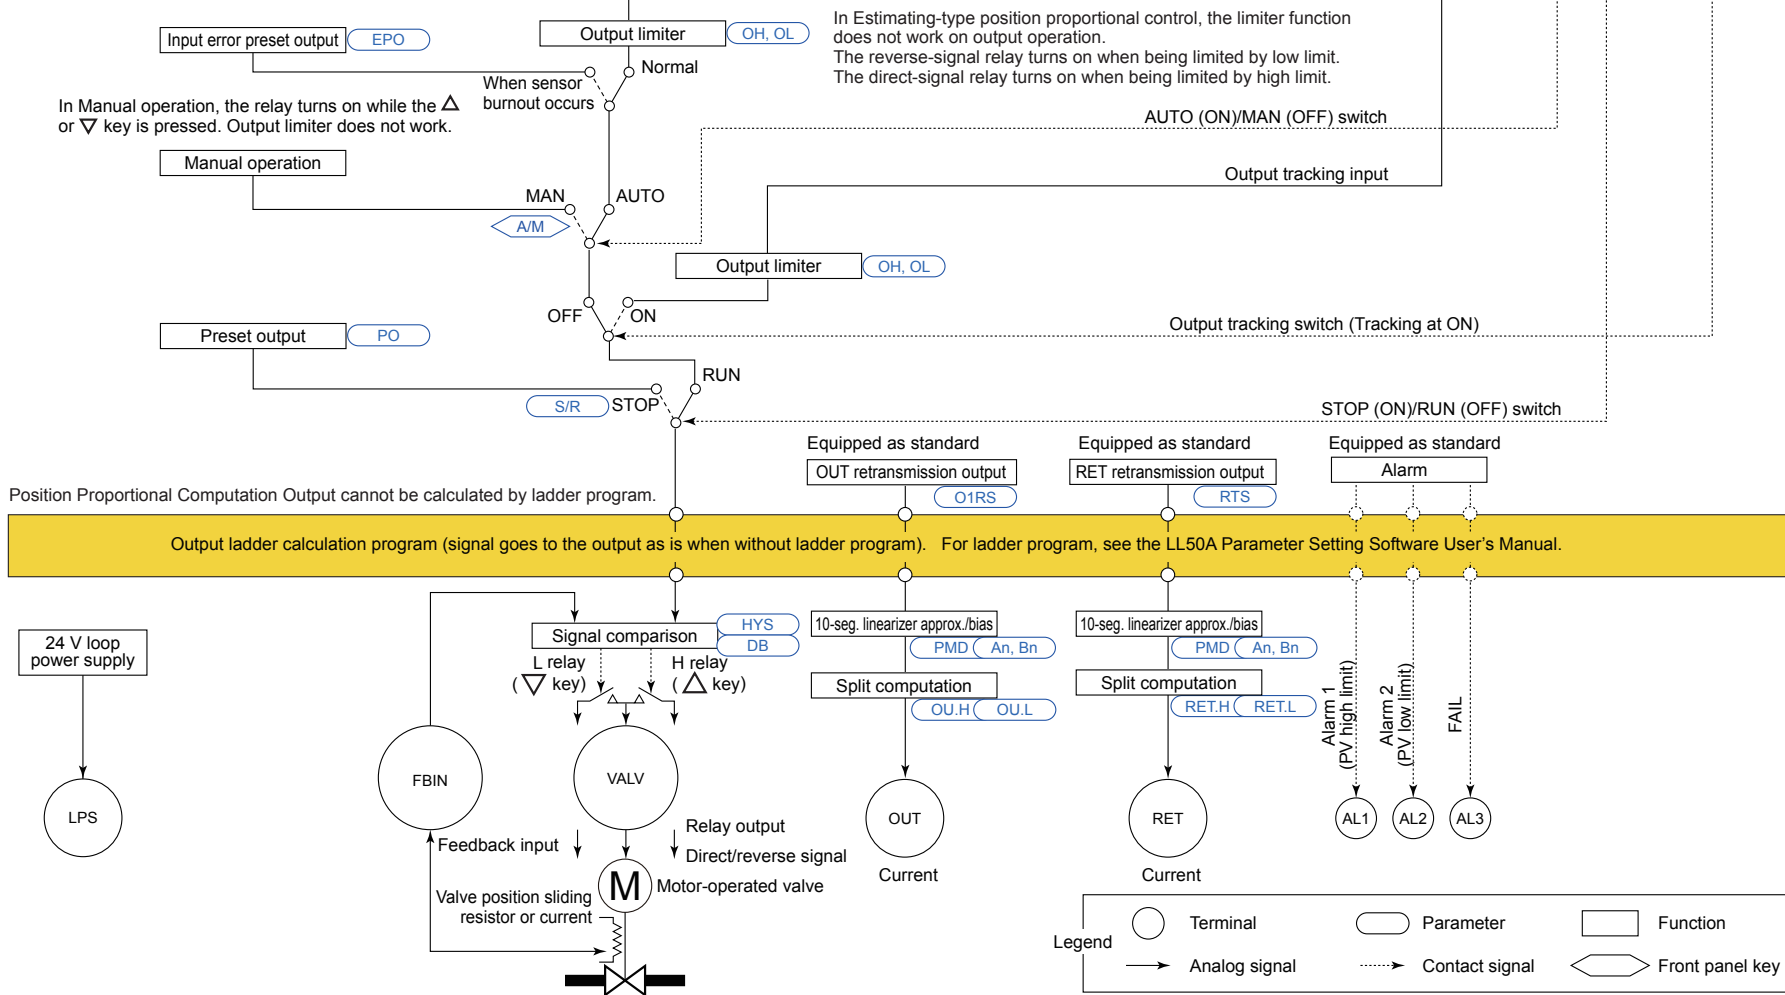 Input error preset output
EPO
Output limiter
OH, OL
In Estimating-type position proportional control, the limiter function
does not work on output operation.
The reverse-signal relay turns on when being limited by low limit.
The direct-signal relay turns on when being limited by high limit.
When sensor
burnout occurs
Normal
In Manual operation, the relay turns on while the △
or ▽ key is pressed. Output limiter does not work.
AUTO (ON)/MAN (OFF) switch
Manual operation
Output tracking input
MAN
AUTO
A/M
Output limiter
OH, OL
OFF
ON
Preset output
PO
Output tracking switch (Tracking at ON)
RUN
S/R
STOP
STOP (ON)/RUN (OFF) switch
Equipped as standard
Equipped as standard
Equipped as standard
OUT retransmission output
RET retransmission output
Alarm
O1RS
RTS
Position Proportional Computation Output cannot be calculated by ladder program.
Output ladder calculation program (signal goes to the output as is when without ladder program). For ladder program, see the LL50A Parameter Setting Software User's Manual.
24 V loop
power supply
Signal comparison
HYS
DB
10-seg. linearizer approx./bias
PMD
An, Bn
10-seg. linearizer approx./bias
PMD
An, Bn
L relay
(▽ key)
H relay
(△ key)
Split computation
OU.H
OU.L
Split computation
RET.H
RET.L
Alarm 1
(PV high limit)
Alarm 2
(PV low limit)
FAIL
LPS
FBIN
VALV
OUT
RET
AL1
AL2
AL3
Feedback input
Relay output
Direct/reverse signal
Current
Current
M
Motor-operated valve
Valve position sliding
resistor or current
Legend
Terminal
Parameter
Function
Analog signal
Contact signal
Front panel key